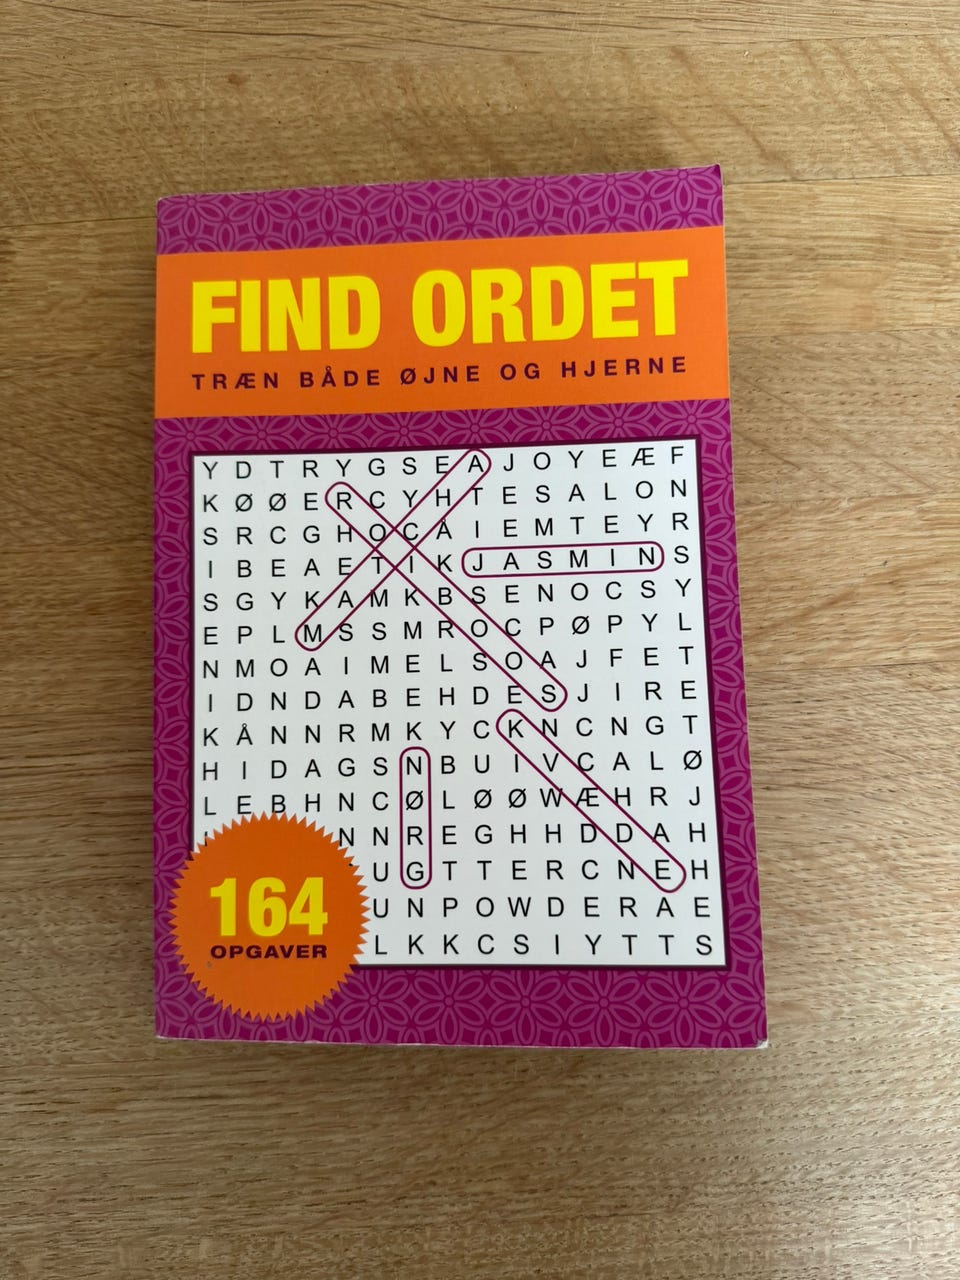 FIND ORDET
TRÆN BÅDE ØJNE OG HJERNE
Y D T R Y G S E A J O Y E Æ F
K Ø Ø E R C Y H T E S A L O N
S R C G H O C Å I E M T E Y R
I B E A E T I K J A S M I N S
S G Y K A M K B S E N O C S Y
E P L M S S M R O C P Ø P Y L
N M O A I M E L S O A J F E T
I D N D A B E H D E S J I R E
K Å N N R M K Y C K N C N G T
H I D A G S N B U I V C A L Ø
L E B H N C Ø L Ø Ø W Æ H R J
N N R E G H H D D A H
U G T T E R C N E H
U N P O W D E R A E
L K K C S I Y T T S
164
OPGAVER